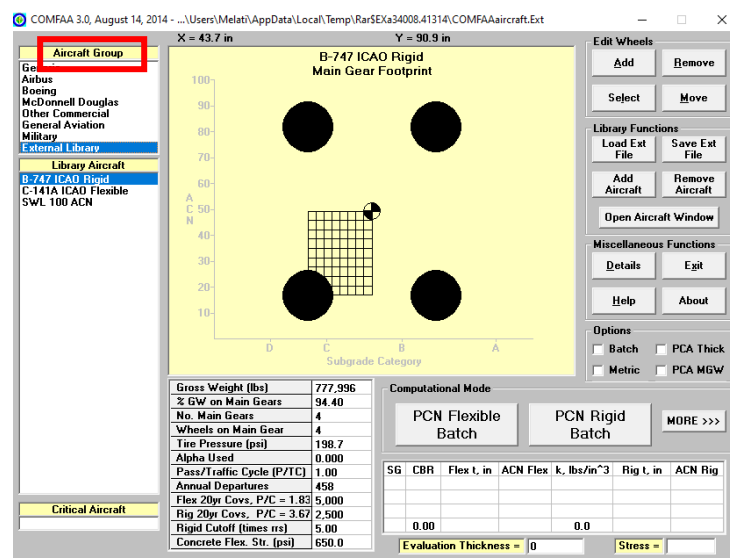 COMFAA 3.0, August 14, 2014 - ...\Users\Melati\AppData\Local\Temp\Rar$EXa34008.41314\COMFAAaircraft.Ext
X = 43.7 in Y = 90.9 in
Aircraft Group
Airbus
Boeing
McDonnell Douglas
Other Commercial
General Aviation
Military
External Library
Library Aircraft
B-747 ICAO Rigid
C-141A ICAO Flexible
SWL 100 ACN
Critical Aircraft
B-747 ICAO Rigid
Main Gear Footprint
100
90
80
70
60
50
40
30
20
10
A
C
N
D C B A
Subgrade Category
Edit Wheels
Add Remove
Select Move
Library Functions
Load Ext File Save Ext File
Add Aircraft Remove Aircraft
Open Aircraft Window
Miscellaneous Functions
Details Exit
Help About
Options
Batch PCA Thick
Metric PCA MGW
Gross Weight (lbs) 777,996
% GW on Main Gears 94.40
No. Main Gears 4
Wheels on Main Gear 4
Tire Pressure (psi) 198.7
Alpha Used 0.000
Pass/Traffic Cycle (P/TC) 1.00
Annual Departures 458
Flex 20yr Covs, P/C = 1.83 5,000
Rig 20yr Covs, P/C = 3.67 2,500
Rigid Cutoff (times rrs) 5.00
Concrete Flex. Str. (psi) 650.0
Computational Mode
PCN Flexible Batch PCN Rigid Batch MORE >>>
SG CBR Flex t, in ACN Flex k, lbs/in^3 Rig t, in ACN Rig
0.00 0.0
Evaluation Thickness = 0 Stress =